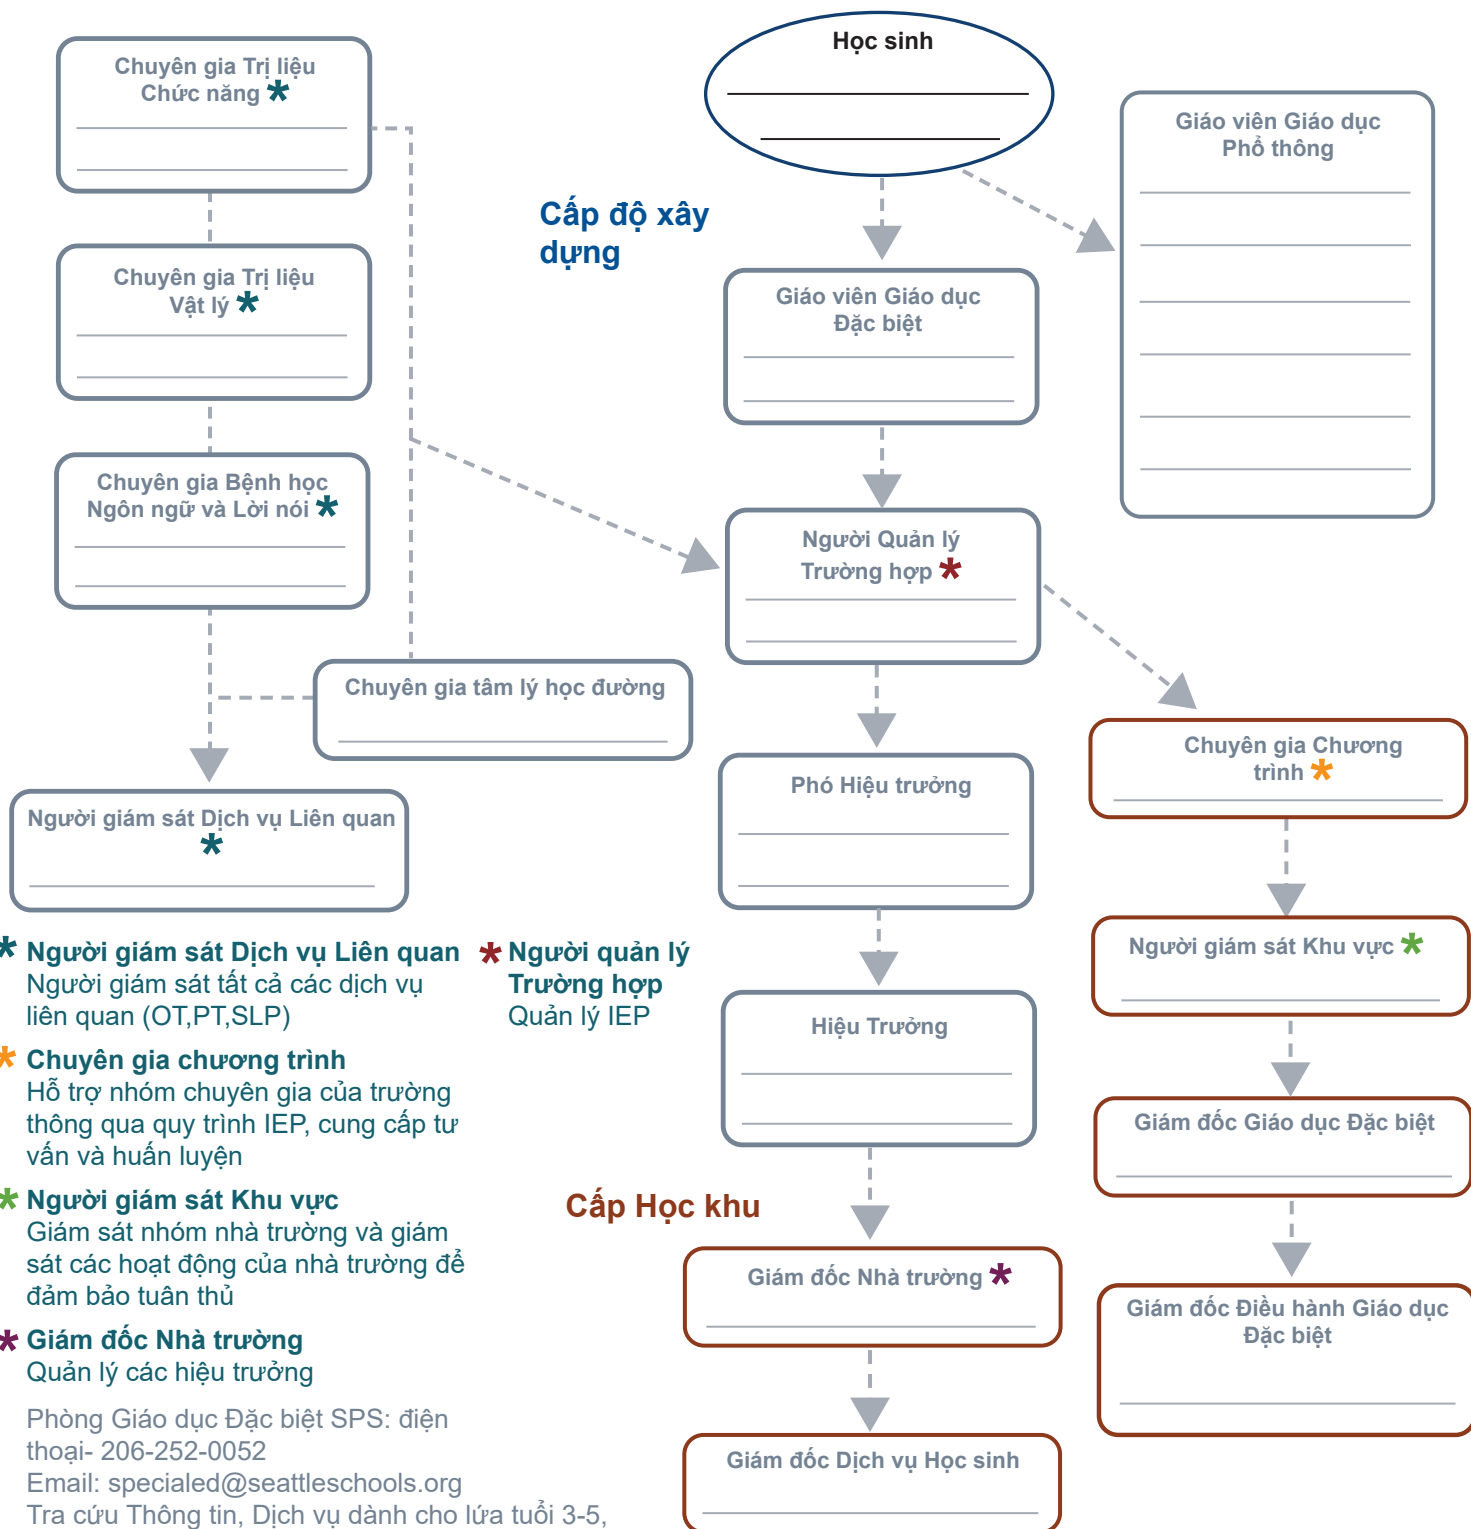 Học sinh
Chuyên gia Trị liệu
Chức năng *
Giáo viên Giáo dục
Phổ thông
Cấp độ xây
dựng
Chuyên gia Trị liệu
Vật lý *
Giáo viên Giáo dục
Đặc biệt
Chuyên gia Bệnh học
Ngôn ngữ và Lời nói *
Người Quản lý
Trường hợp *
Chuyên gia tâm lý học đường
Chuyên gia Chương
trình *
Phó Hiệu trưởng
Người giám sát Dịch vụ Liên quan
*
Người giám sát Khu vực *
Hiệu Trưởng
Giám đốc Giáo dục Đặc biệt
Cấp Học khu
Giám đốc Nhà trường *
Giám đốc Điều hành Giáo dục
Đặc biệt
Giám đốc Dịch vụ Học sinh
* Người giám sát Dịch vụ Liên quan
Người giám sát tất cả các dịch vụ
liên quan (OT,PT,SLP)
* Người quản lý
Trường hợp
Quản lý IEP
* Chuyên gia chương trình
Hỗ trợ nhóm chuyên gia của trường
thông qua quy trình IEP, cung cấp tư
vấn và huấn luyện
* Người giám sát Khu vực
Giám sát nhóm nhà trường và giám
sát các hoạt động của nhà trường để
đảm bảo tuân thủ
* Giám đốc Nhà trường
Quản lý các hiệu trưởng
Phòng Giáo dục Đặc biệt SPS: điện
thoại- 206-252-0052
Email: specialed@seattleschools.org
Tra cứu Thông tin, Dịch vụ dành cho lứa tuổi 3-5,